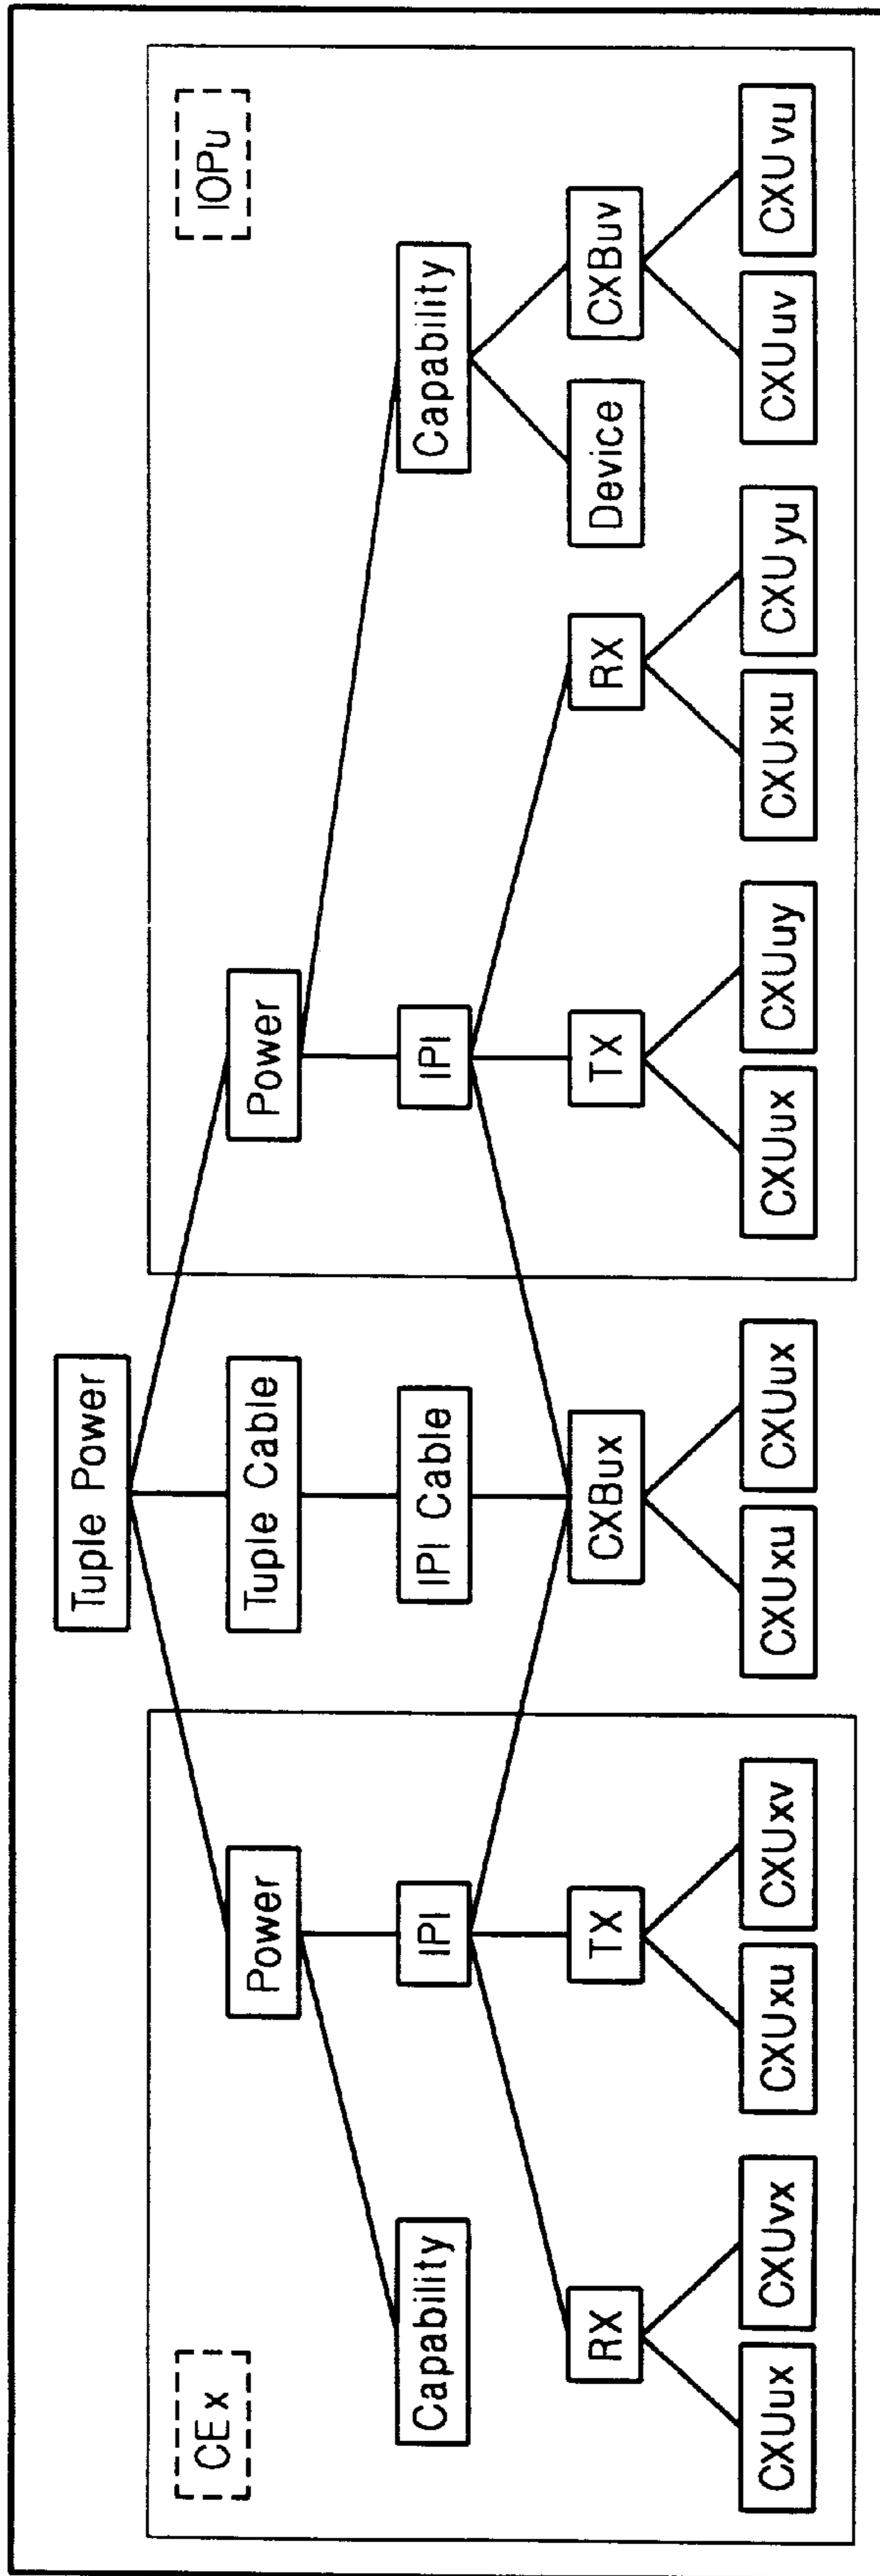 Tuple Power
CEx
IOPu
Power
Tuple Cable
Power
Capability
IPI
IPI Cable
IPI
Capability
RX
TX
CXBux
TX
RX
Device
CXBuv
CXUux
CXUvx
CXUxu
CXUxv
CXUxu
CXUux
CXUux
CXUuy
CXUxu
CXUyu
CXUuv
CXUvu